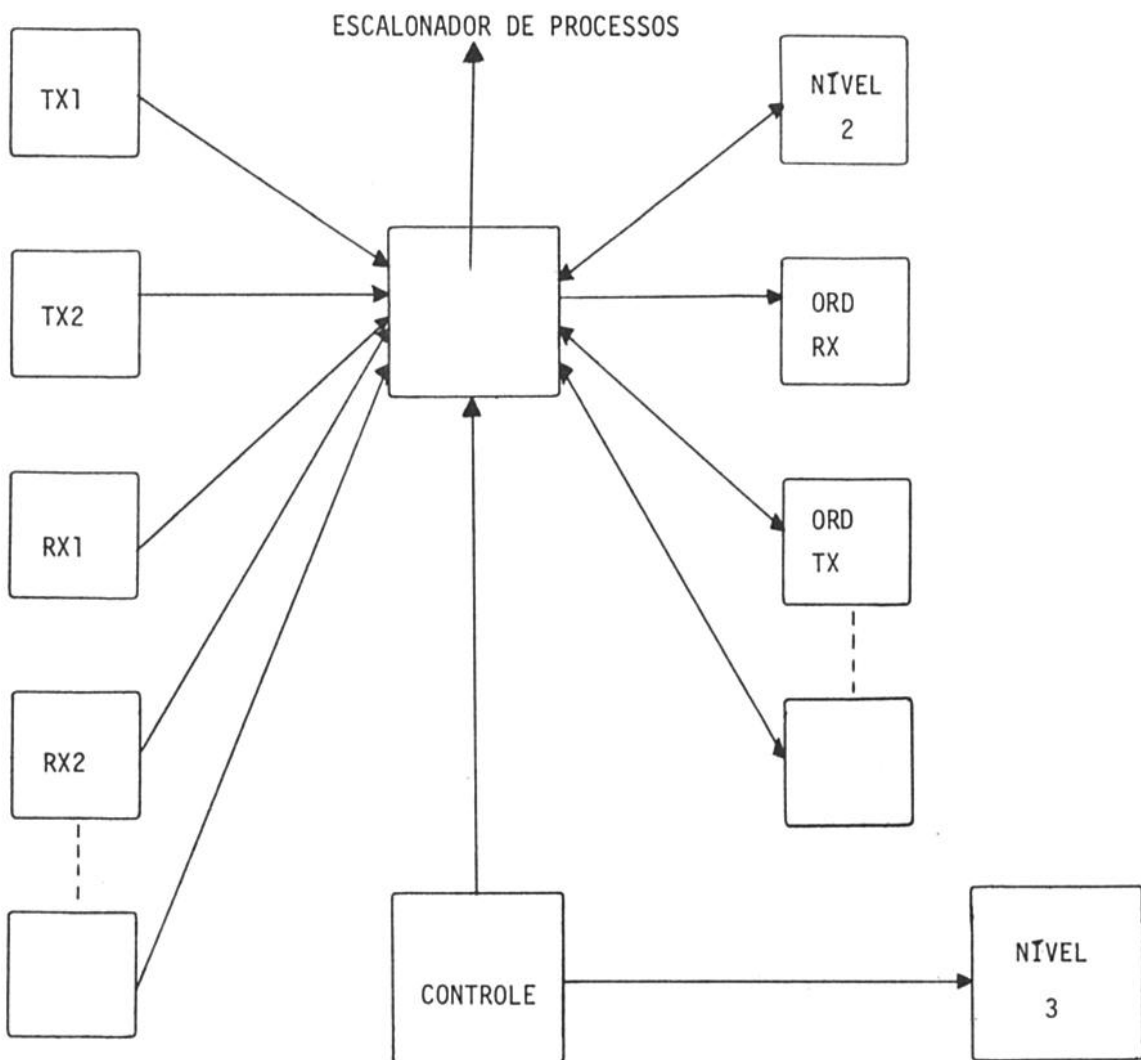 ESCALONADOR DE PROCESSOS
TX1
NÍVEL
2
TX2
ORD
RX
RX1
ORD
TX
RX2
CONTROLE
NÍVEL
3